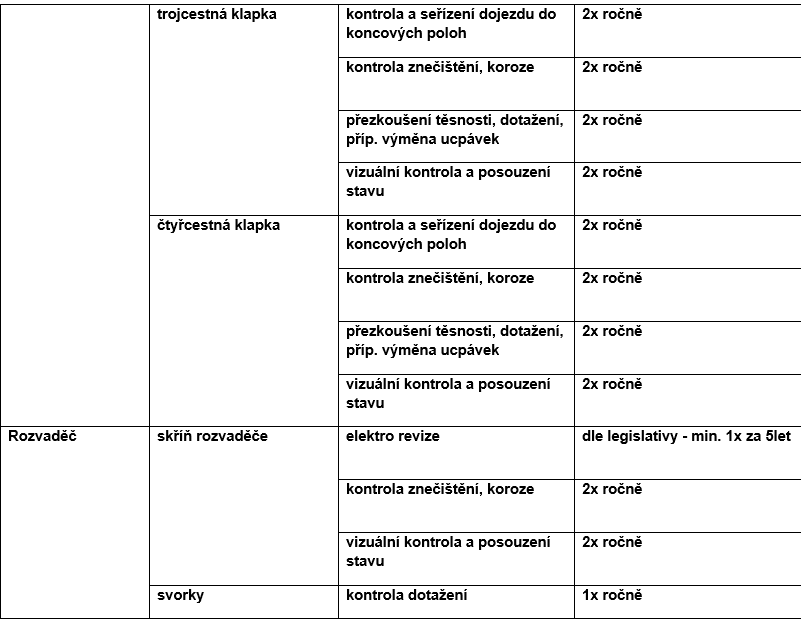 trojcestná klapka
kontrola a seřízení dojezdu do
koncových poloh
2x ročně
kontrola znečištění, koroze
2x ročně
přezkoušení těsnosti, dotažení,
příp. výměna ucpávek
2x ročně
vizuální kontrola a posouzení
stavu
2x ročně
čtyřcestná klapka
kontrola a seřízení dojezdu do
koncových poloh
2x ročně
kontrola znečištění, koroze
2x ročně
přezkoušení těsnosti, dotažení,
příp. výměna ucpávek
2x ročně
vizuální kontrola a posouzení
stavu
2x ročně
Rozvaděč
skříň rozvaděče
elektro revize
dle legislativy - min. 1x za 5let
kontrola znečištění, koroze
2x ročně
vizuální kontrola a posouzení
stavu
2x ročně
svorky
kontrola dotažení
1x ročně